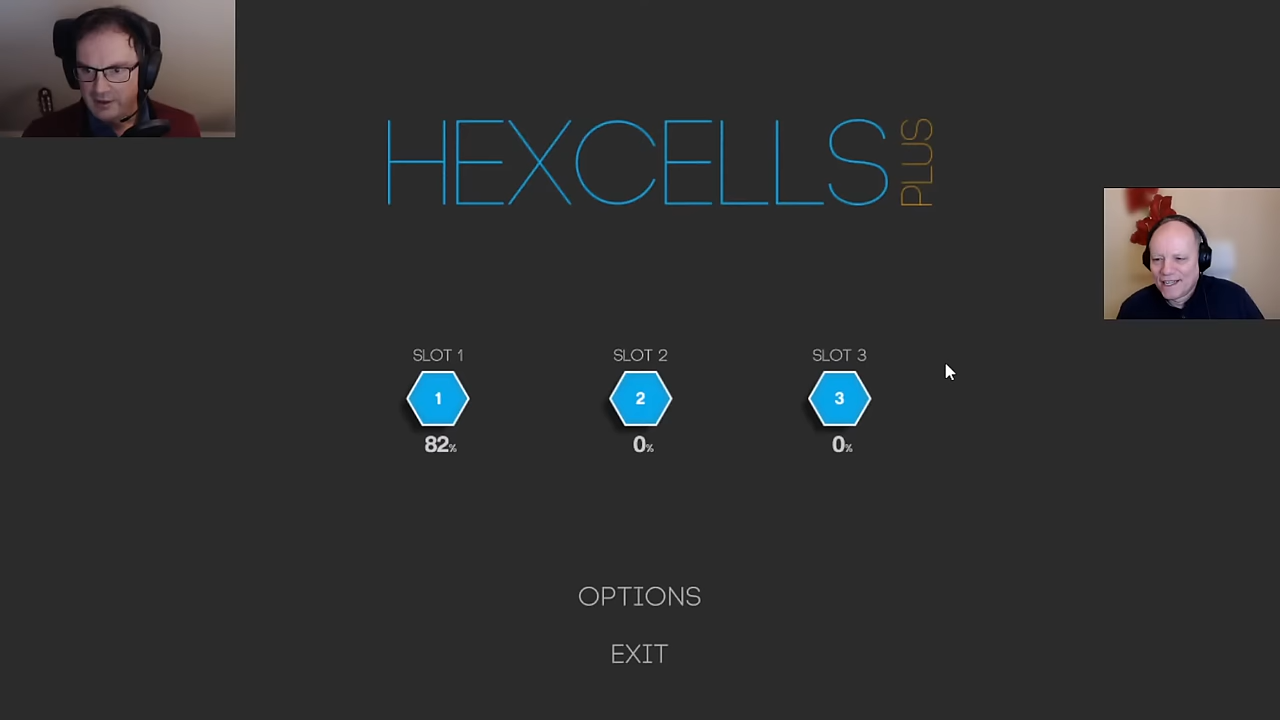 HEXCELLS PLUS
SLOT 1 SLOT 2 SLOT 3
1 2 3
82% 0% 0%
OPTIONS
EXIT